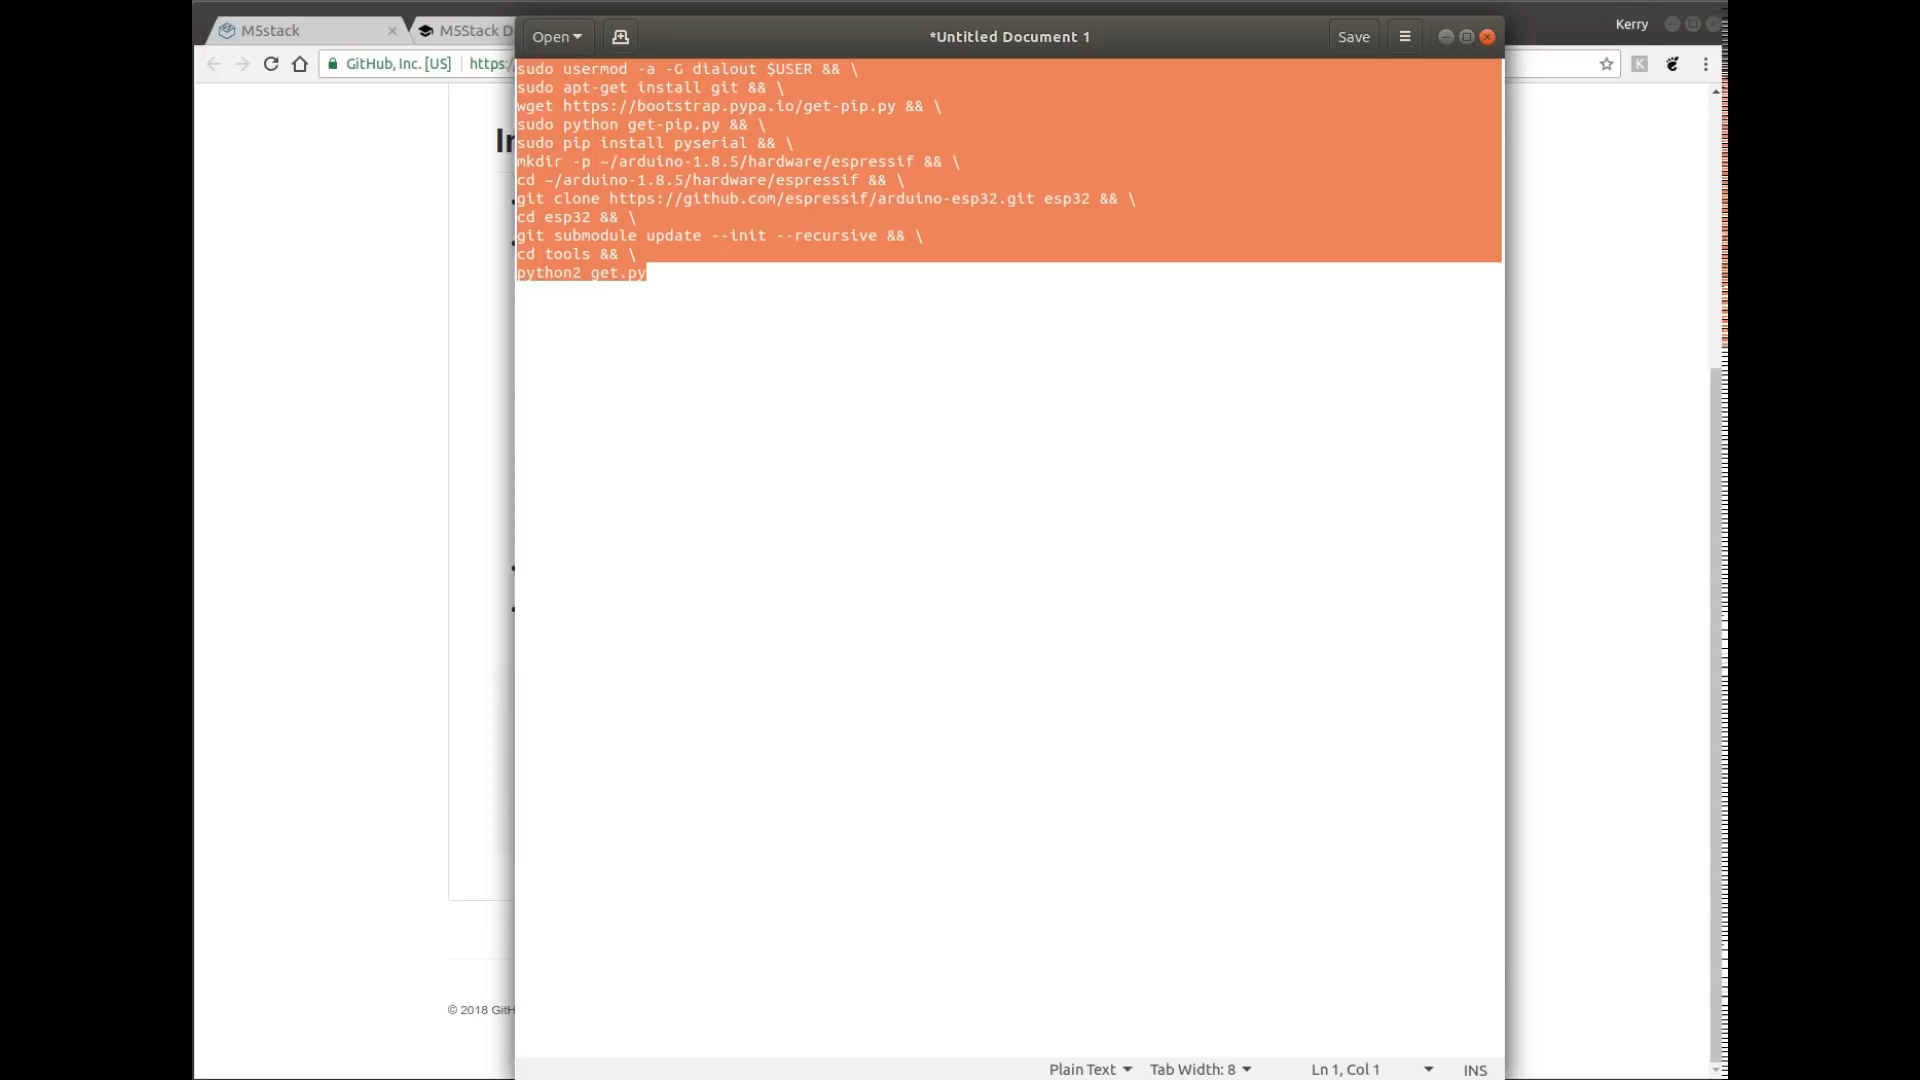 M5stack
M5Stack D
Open
*Untitled Document 1
Save
Kerry
GitHub, Inc. [US]
https:/
K
In
sudo usermod -a -G dialout $USER && \
sudo apt-get install git && \
wget https://bootstrap.pypa.io/get-pip.py && \
sudo python get-pip.py && \
sudo pip install pyserial && \
mkdir -p ~/arduino-1.8.5/hardware/espressif && \
cd ~/arduino-1.8.5/hardware/espressif && \
git clone https://github.com/espressif/arduino-esp32.git esp32 && \
cd esp32 && \
git submodule update --init --recursive && \
cd tools && \
python2 get.py
© 2018 GitH
Plain Text
Tab Width: 8
Ln 1, Col 1
INS